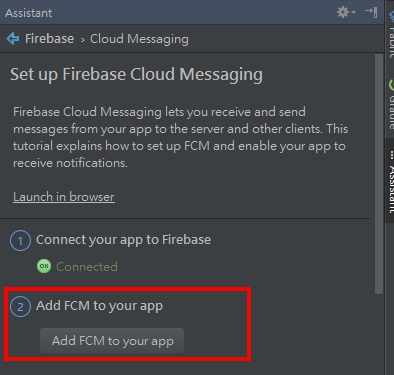 Assistant
Firebase › Cloud Messaging
Set up Firebase Cloud Messaging
Firebase Cloud Messaging lets you receive and send
messages from your app to the server and other clients. This
tutorial explains how to set up FCM and enable your app to
receive notifications.
Launch in browser
1 Connect your app to Firebase
ON Connected
2 Add FCM to your app
Add FCM to your app
Gradle
Assistant